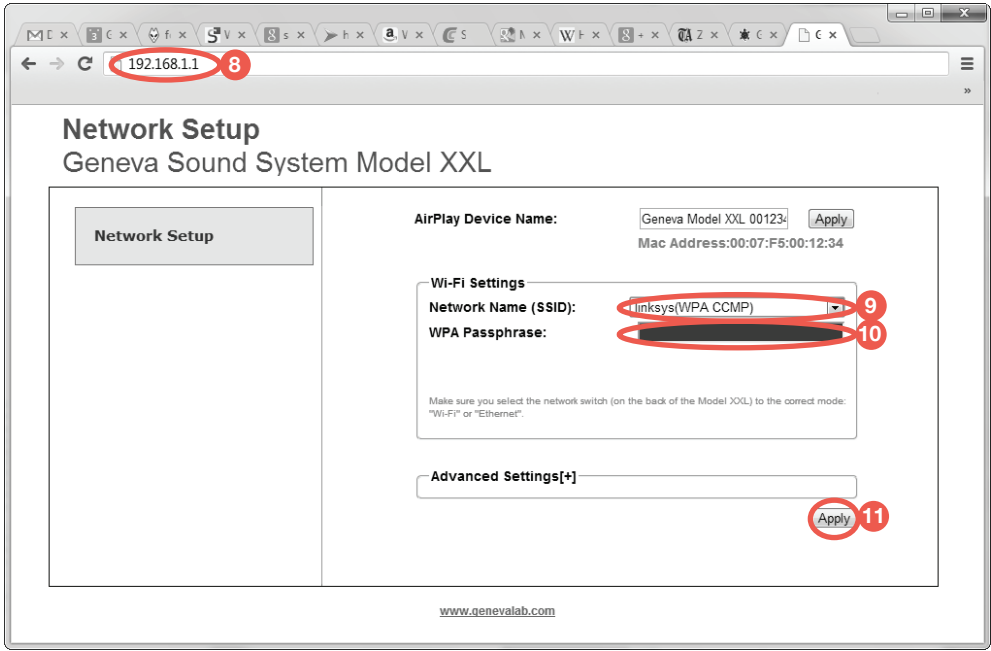 192.168.1.1
8
»
Network Setup
Geneva Sound System Model XXL
Network Setup
AirPlay Device Name:
Geneva Model XXL 001234
Apply
Mac Address:00:07:F5:00:12:34
Wi-Fi Settings
Network Name (SSID):
linksys(WPA CCMP)
9
WPA Passphrase:
10
Make sure you select the network switch (on the back of the Model XXL) to the correct mode:
"Wi-Fi" or "Ethernet".
Advanced Settings[+]
Apply
11
www.genevalab.com